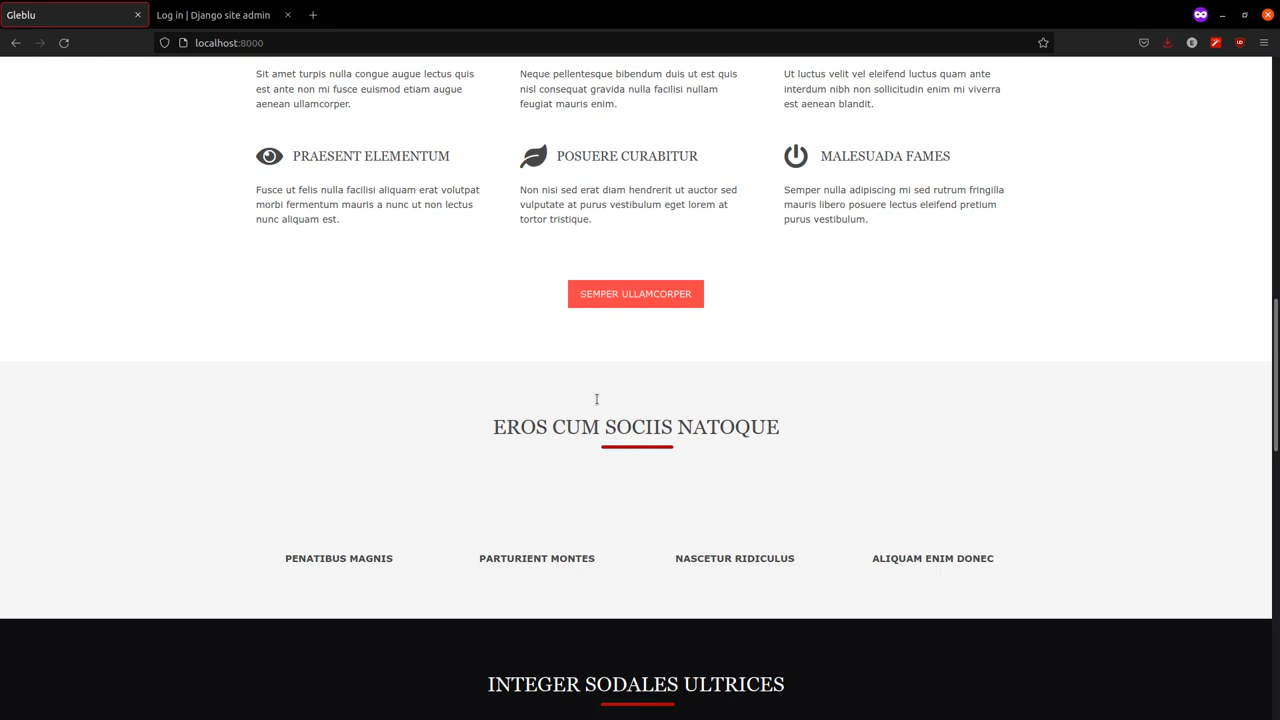 Gleblu
Log in | Django site admin
localhost:8000
Sit amet turpis nulla congue augue lectus quis
est ante non mi fusce euismod etiam augue
aenean ullamcorper.
Neque pellentesque bibendum duis ut est quis
nisl consequat gravida nulla facilisi nullam
feugiat mauris enim.
Ut luctus velit vel eleifend luctus quam ante
interdum nibh non sollicitudin enim mi viverra
est aenean blandit.
PRAESENT ELEMENTUM
Fusce ut felis nulla facilisi aliquam erat volutpat
morbi fermentum mauris a nunc ut non lectus
nunc aliquam est.
POSUERE CURABITUR
Non nisi sed erat diam hendrerit ut auctor sed
vulputate at purus vestibulum eget lorem at
tortor tristique.
MALESUADA FAMES
Semper nulla adipiscing mi sed rutrum fringilla
mauris libero posuere lectus eleifend pretium
purus vestibulum.
SEMPER ULLAMCORPER
EROS CUM SOCIIS NATOQUE
PENATIBUS MAGNIS
PARTURIENT MONTES
NASCETUR RIDICULUS
ALIQUAM ENIM DONEC
INTEGER SODALES ULTRICES